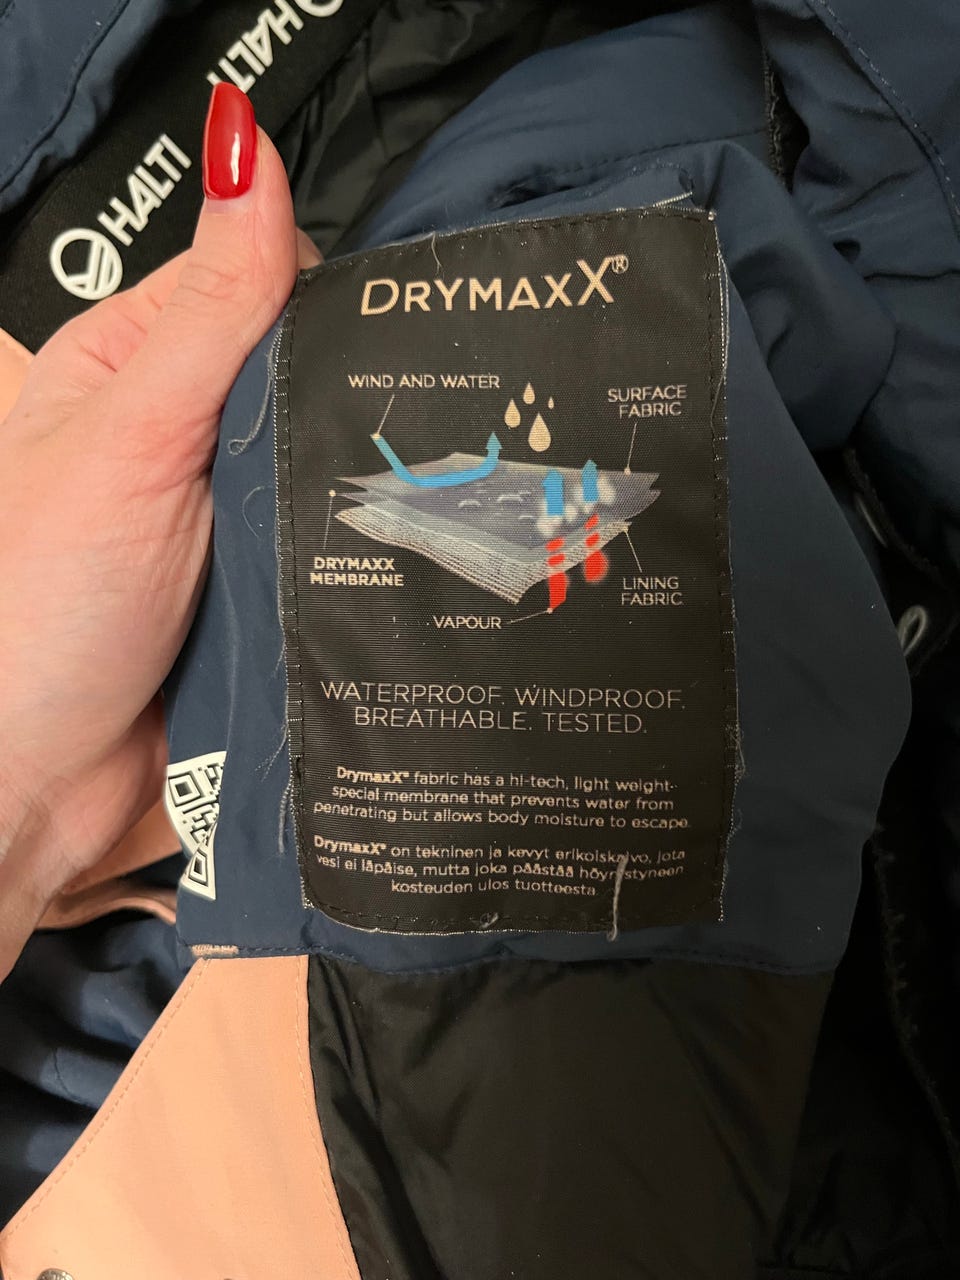 HALTI
HALTI
DRYMAXX®
WIND AND WATER
SURFACE
FABRIC
DRYMAXX
MEMBRANE
LINING
FABRIC
VAPOUR
WATERPROOF. WINDPROOF.
BREATHABLE. TESTED.
DrymaxX® fabric has a hi-tech, light weight-
special membrane that prevents water from
penetrating but allows body moisture to escape.
DrymaxX® on tekninen ja kevyt erikoiskalvo, jota
vesi ei läpäise, mutta joka päästää höyrystyneen
kosteuden ulos tuotteesta.